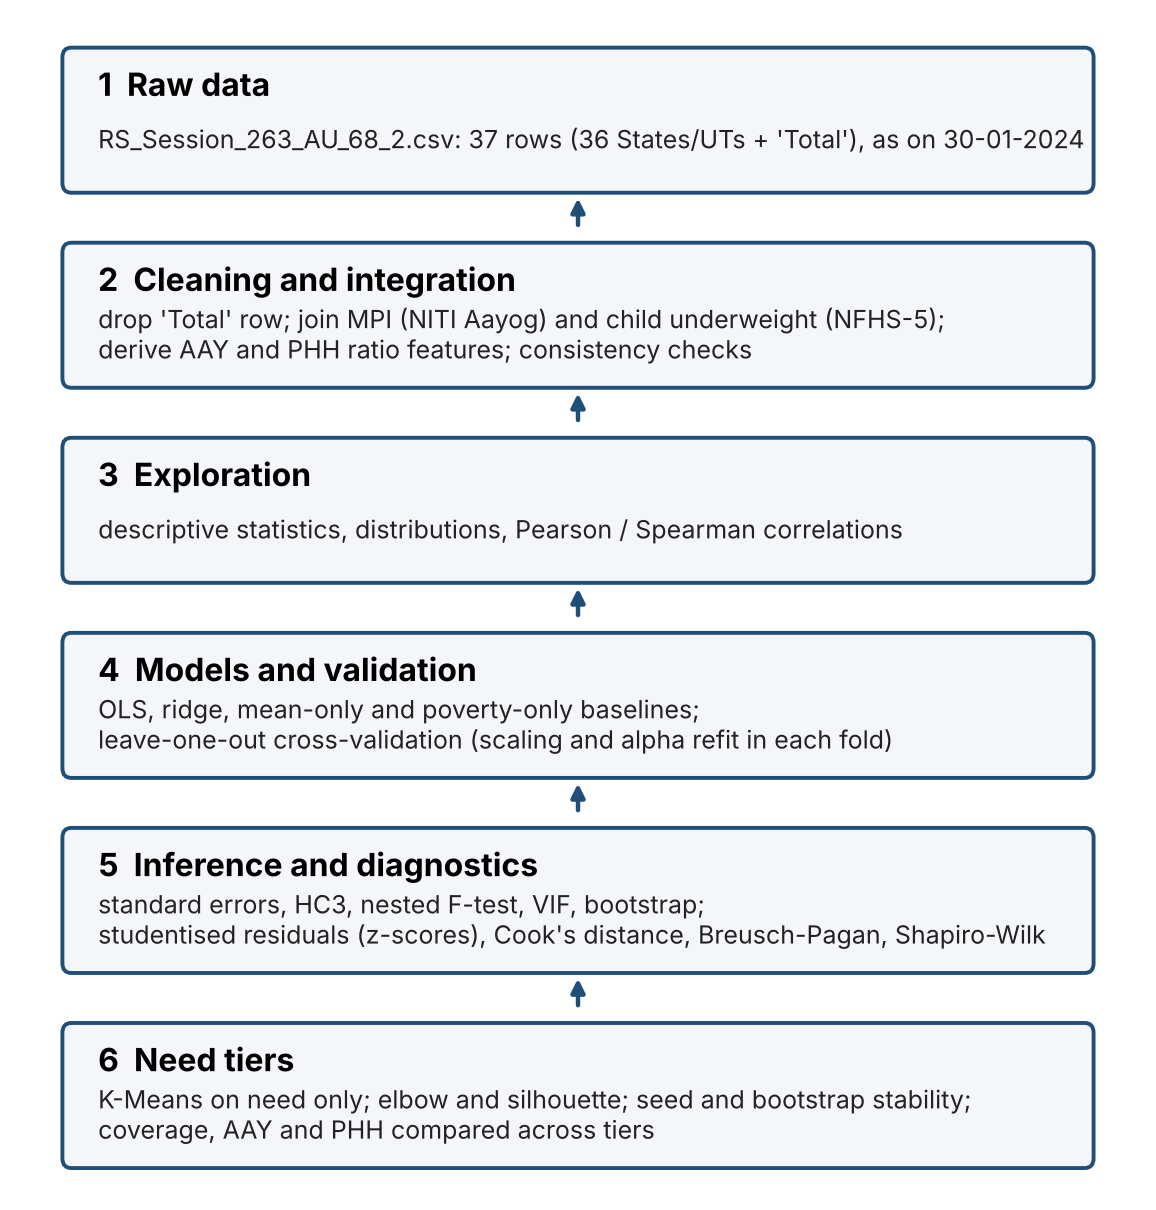 1 Raw data
RS_Session_263_AU_68_2.csv: 37 rows (36 States/UTs + 'Total'), as on 30-01-2024
2 Cleaning and integration
drop 'Total' row; join MPI (NITI Aayog) and child underweight (NFHS-5);
derive AAY and PHH ratio features; consistency checks
3 Exploration
descriptive statistics, distributions, Pearson / Spearman correlations
4 Models and validation
OLS, ridge, mean-only and poverty-only baselines;
leave-one-out cross-validation (scaling and alpha refit in each fold)
5 Inference and diagnostics
standard errors, HC3, nested F-test, VIF, bootstrap;
studentised residuals (z-scores), Cook's distance, Breusch-Pagan, Shapiro-Wilk
6 Need tiers
K-Means on need only; elbow and silhouette; seed and bootstrap stability;
coverage, AAY and PHH compared across tiers